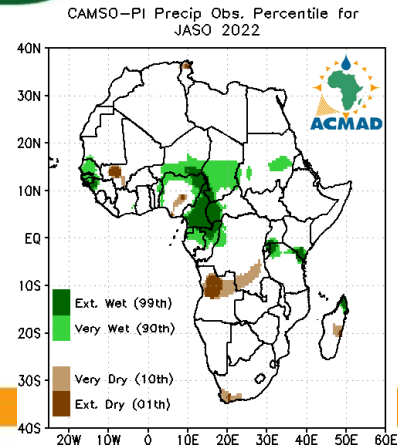 CAMSO-PI Precip Obs. Percentile for
JASO 2022
40N
30N
20N
10N
EQ
10S
20S
30S
40S
ACMAD
Ext. Wet (99th)
Very Wet (90th)
Very Dry (10th)
Ext. Dry (01th)
20W 10W 0 10E 20E 30E 40E 50E 60E